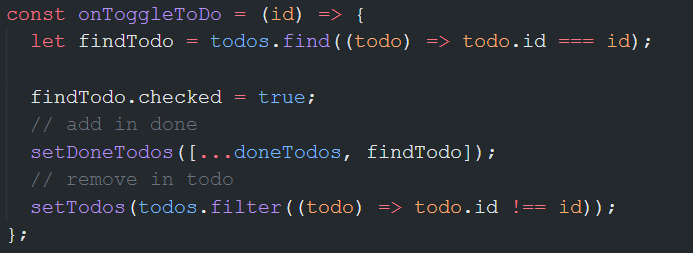 const onToggleToDo = (id) => {
  let findTodo = todos.find((todo) => todo.id === id);

  findTodo.checked = true;
  // add in done
  setDoneTodos([...doneTodos, findTodo]);
  // remove in todo
  setTodos(todos.filter((todo) => todo.id !== id));
};